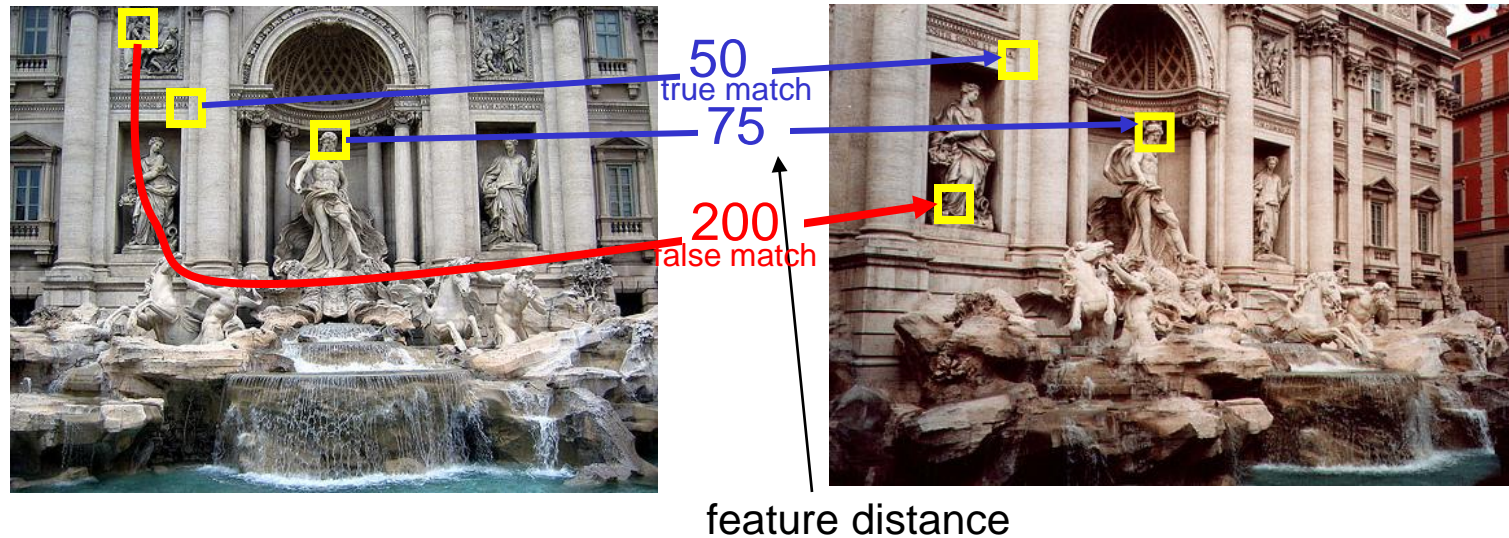 50
true match
75
200
false match
feature distance